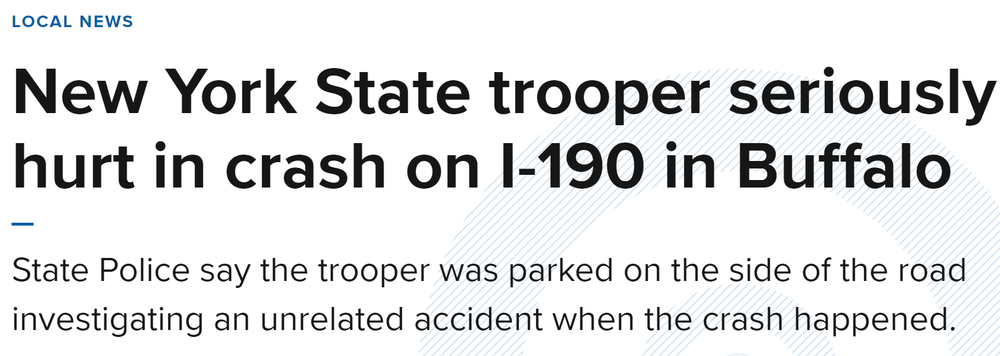 LOCAL NEWS
New York State trooper seriously
hurt in crash on I-190 in Buffalo
State Police say the trooper was parked on the side of the road
investigating an unrelated accident when the crash happened.